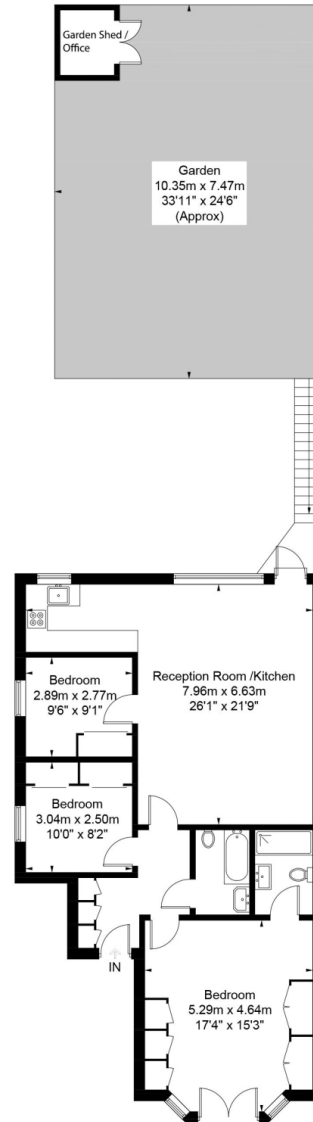 Garden Shed /
Office
Garden
10.35m x 7.47m
33'11" x 24'6"
(Approx)
Bedroom
2.89m x 2.77m
9'6" x 9'1"
Reception Room /Kitchen
7.96m x 6.63m
26'1" x 21'9"
Bedroom
3.04m x 2.50m
10'0" x 8'2"
IN
Bedroom
5.29m x 4.64m
17'4" x 15'3"